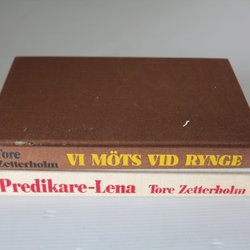 Tore
Zetterholm VI MÖTS VID RYNGE
Predikare-Lena Tore Zetterholm